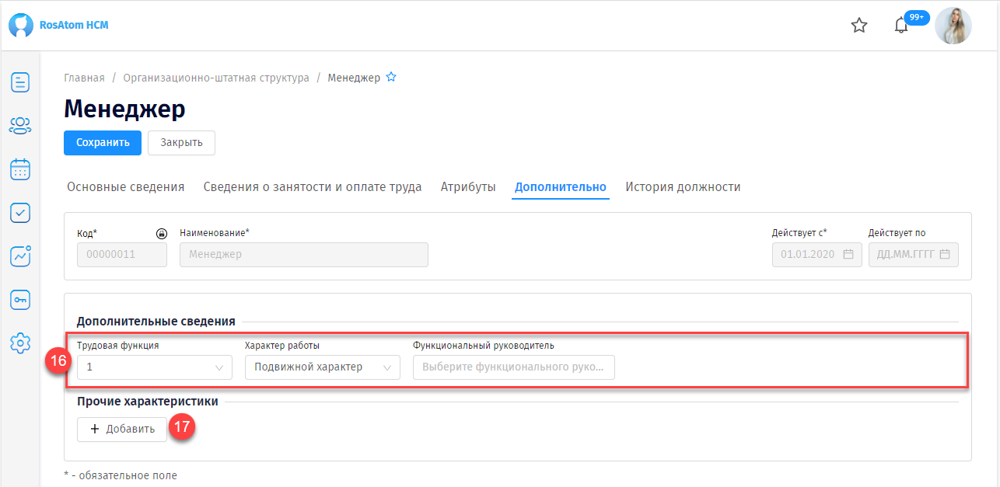 RosAtom HCM
99+
Главная / Организационно-штатная структура / Менеджер
Менеджер
Сохранить Закрыть
Основные сведения Сведения о занятости и оплате труда Атрибуты Дополнительно История должности
Код* Наименование* Действует с* Действует по
00000011 Менеджер 01.01.2020 ДД.ММ.ГГГГ
Дополнительные сведения
Трудовая функция Характер работы Функциональный руководитель
16 1 Подвижной характер Выберите функционального руко...
Прочие характеристики
+ Добавить 17
* - обязательное поле